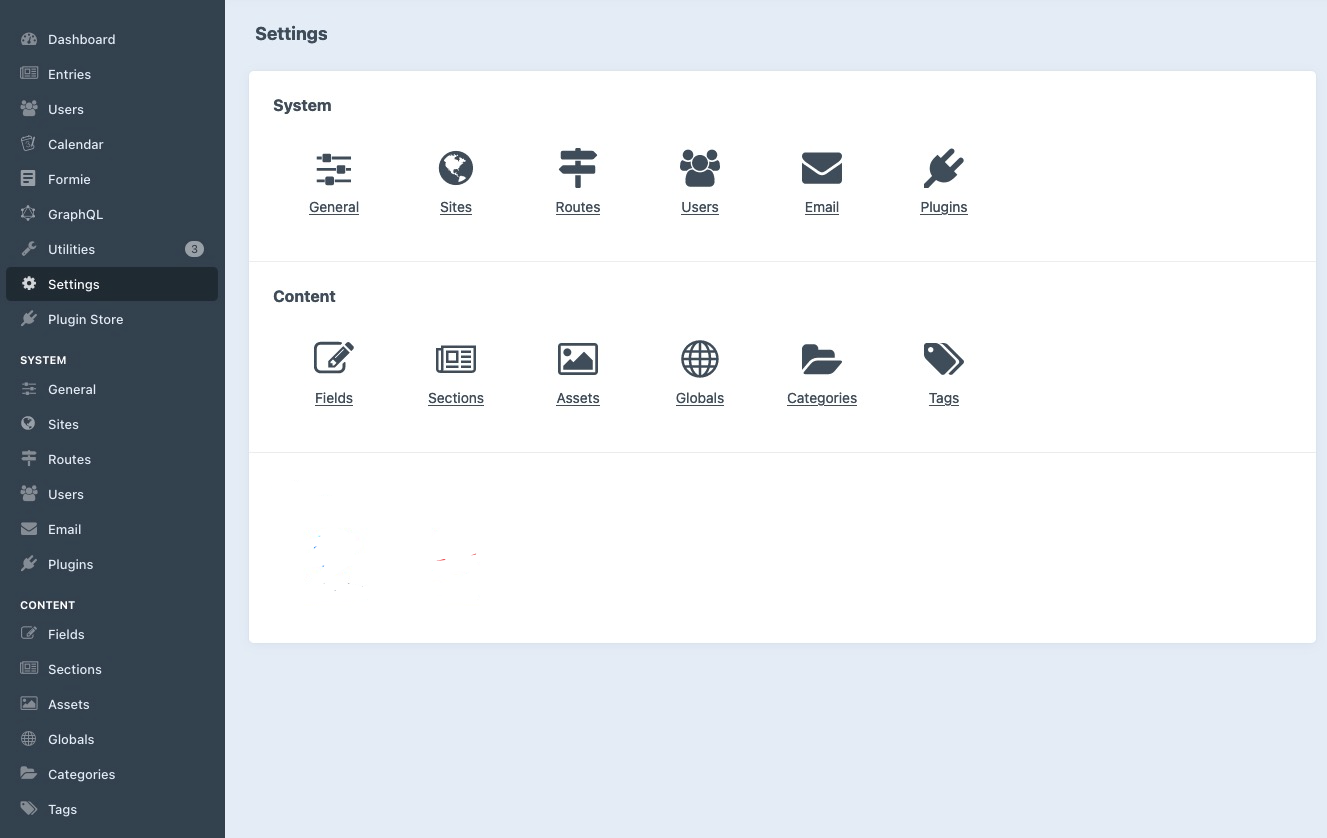 Dashboard
Entries
Users
Calendar
Formie
GraphQL
Utilities 3
Settings
Plugin Store
SYSTEM
General
Sites
Routes
Users
Email
Plugins
CONTENT
Fields
Sections
Assets
Globals
Categories
Tags
Settings
System
General Sites Routes Users Email Plugins
Content
Fields Sections Assets Globals Categories Tags